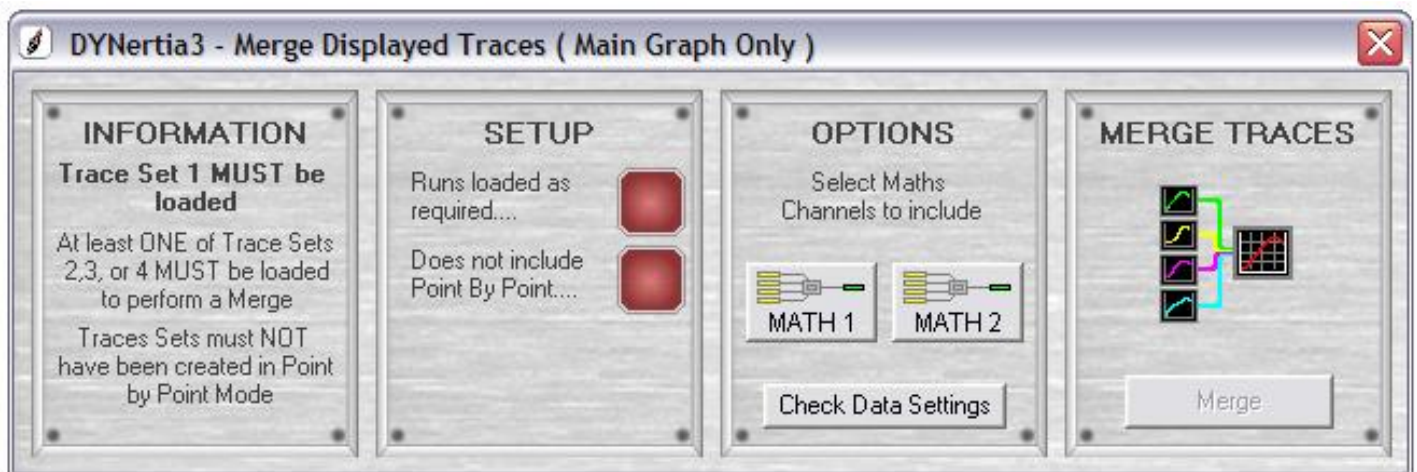 DYNertia3 - Merge Displayed Traces ( Main Graph Only )
INFORMATION
Trace Set 1 MUST be
loaded
At least ONE of Trace Sets
2,3, or 4 MUST be loaded
to perform a Merge
Traces Sets must NOT
have been created in Point
by Point Mode
SETUP
Runs loaded as
required....
Does not include
Point By Point....
OPTIONS
Select Maths
Channels to include
MATH 1
MATH 2
Check Data Settings
MERGE TRACES
Merge